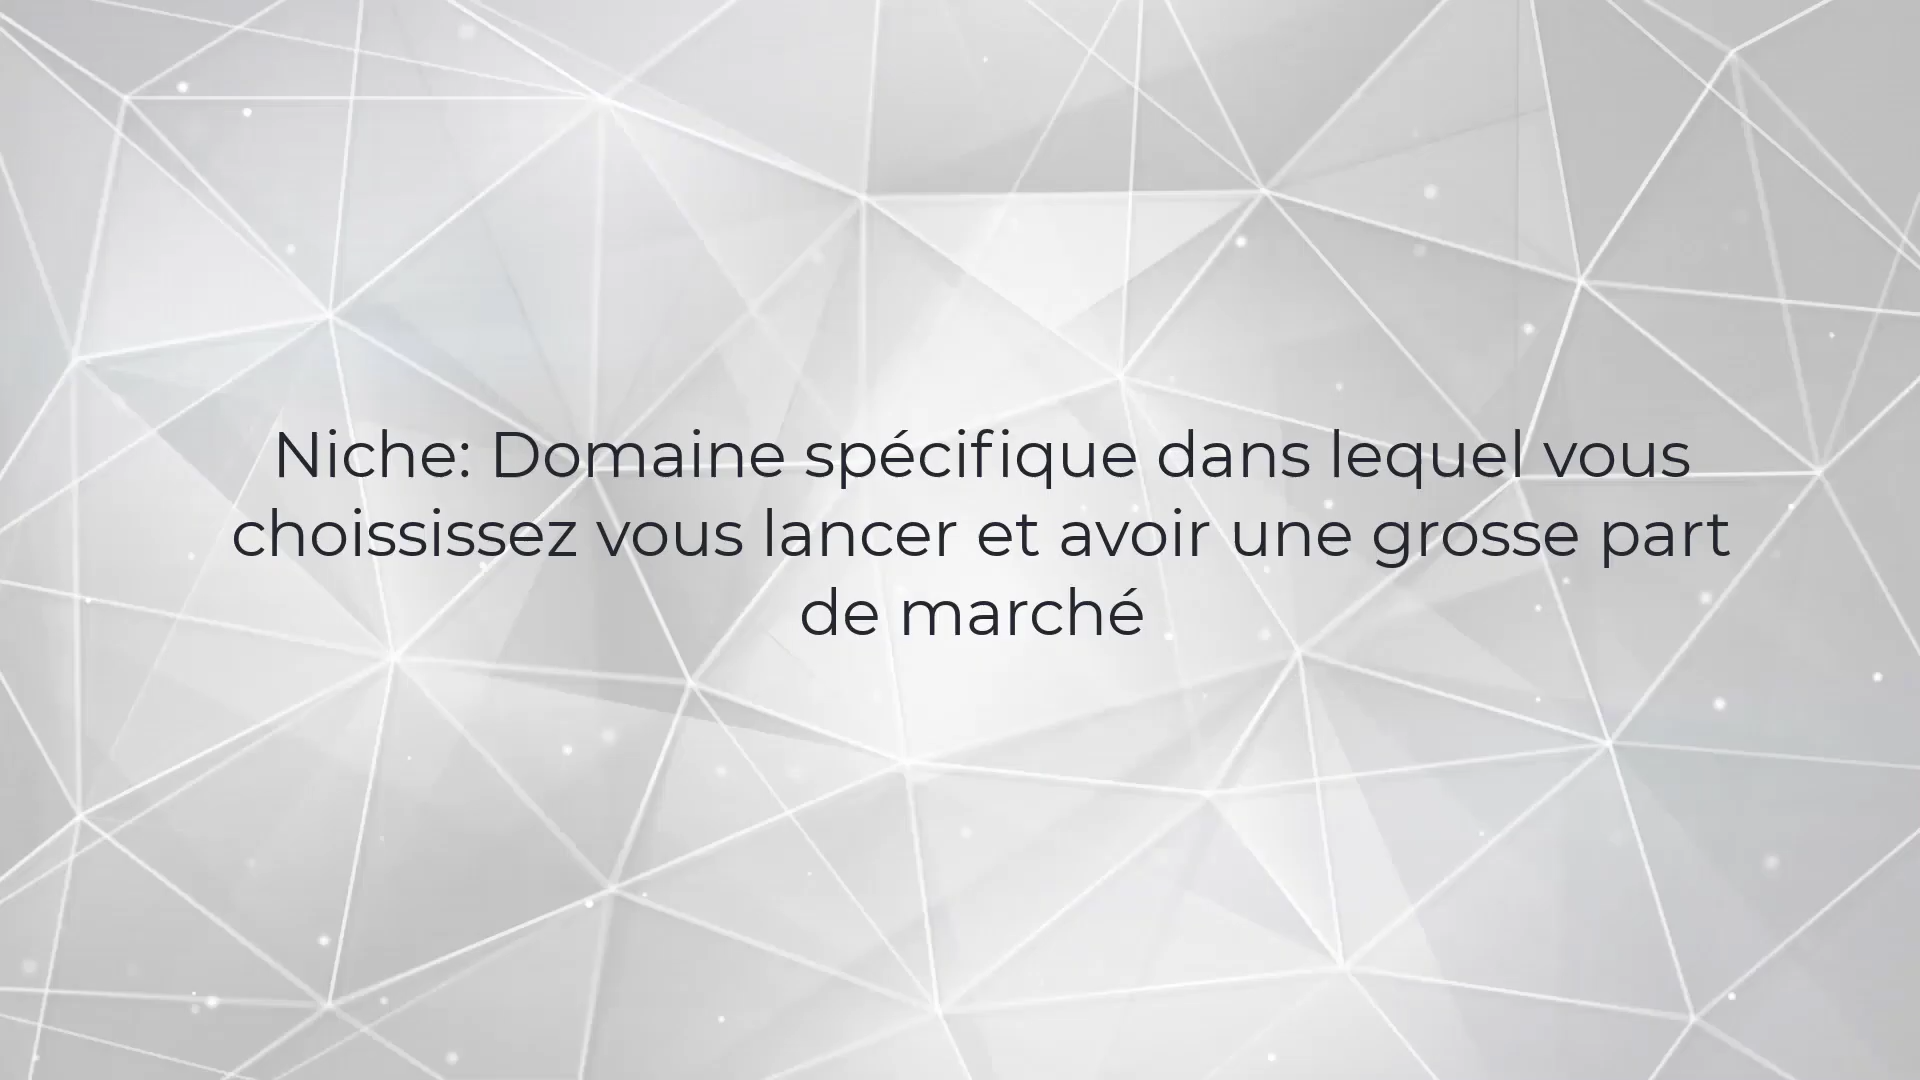 Niche: Domaine spécifique dans lequel vous
choississez vous lancer et avoir une grosse part
de marché